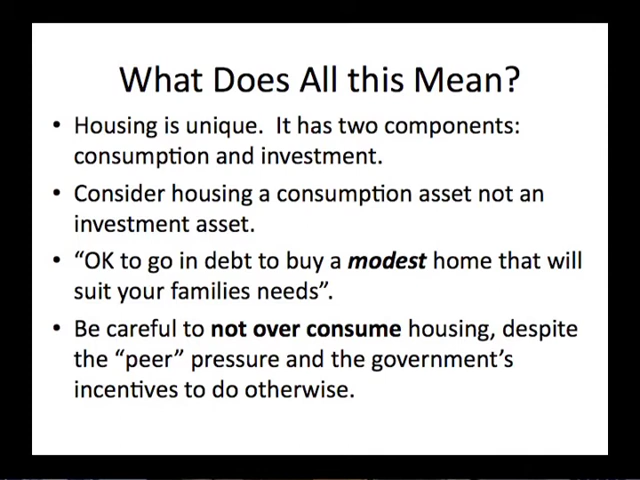 What Does All this Mean?
• Housing is unique.  It has two components:
consumption and investment.
• Consider housing a consumption asset not an
investment asset.
• “OK to go in debt to buy a modest home that will
suit your families needs”.
• Be careful to not over consume housing, despite
the “peer” pressure and the government’s
incentives to do otherwise.